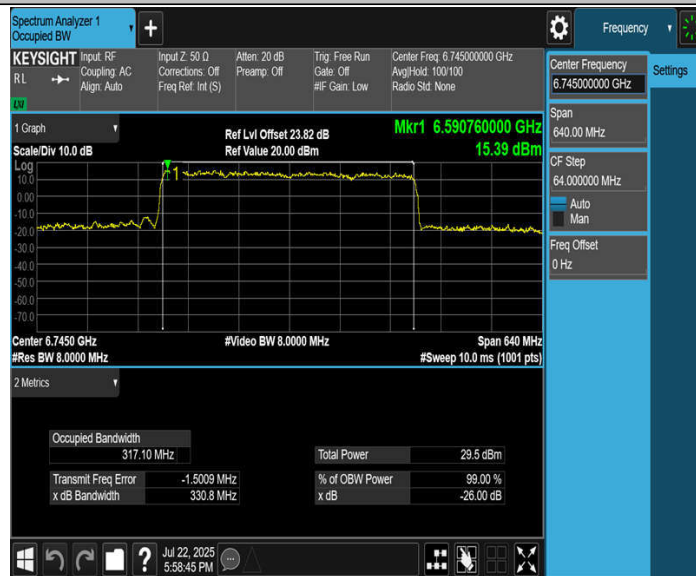 Spectrum Analyzer 1
Occupied BW
+
Frequency
KEYSIGHT
RL
LXI
Input: RF
Coupling: AC
Align: Auto
Input Z: 50 Ω
Corrections: Off
Freq Ref: Int (S)
Atten: 20 dB
Preamp: Off
Trig: Free Run
Gate: Off
#IF Gain: Low
Center Freq: 6.745000000 GHz
Avg|Hold: 100/100
Radio Std: None
Center Frequency
6.745000000 GHz
Settings
Span
640.00 MHz
CF Step
64.000000 MHz
Auto
Man
Freq Offset
0 Hz
1 Graph
Scale/Div 10.0 dB
Ref Lvl Offset 23.82 dB
Ref Value 20.00 dBm
Mkr1 6.590760000 GHz
15.39 dBm
Log
10.0
0.00
-10.0
-20.0
-30.0
-40.0
-50.0
-60.0
-70.0
1
Center 6.7450 GHz
#Res BW 8.0000 MHz
#Video BW 8.0000 MHz
Span 640 MHz
#Sweep 10.0 ms (1001 pts)
2 Metrics
Occupied Bandwidth
317.10 MHz
Total Power 29.5 dBm
Transmit Freq Error -1.5009 MHz
% of OBW Power 99.00 %
x dB Bandwidth 330.8 MHz
x dB -26.00 dB
?
Jul 22, 2025
5:58:45 PM